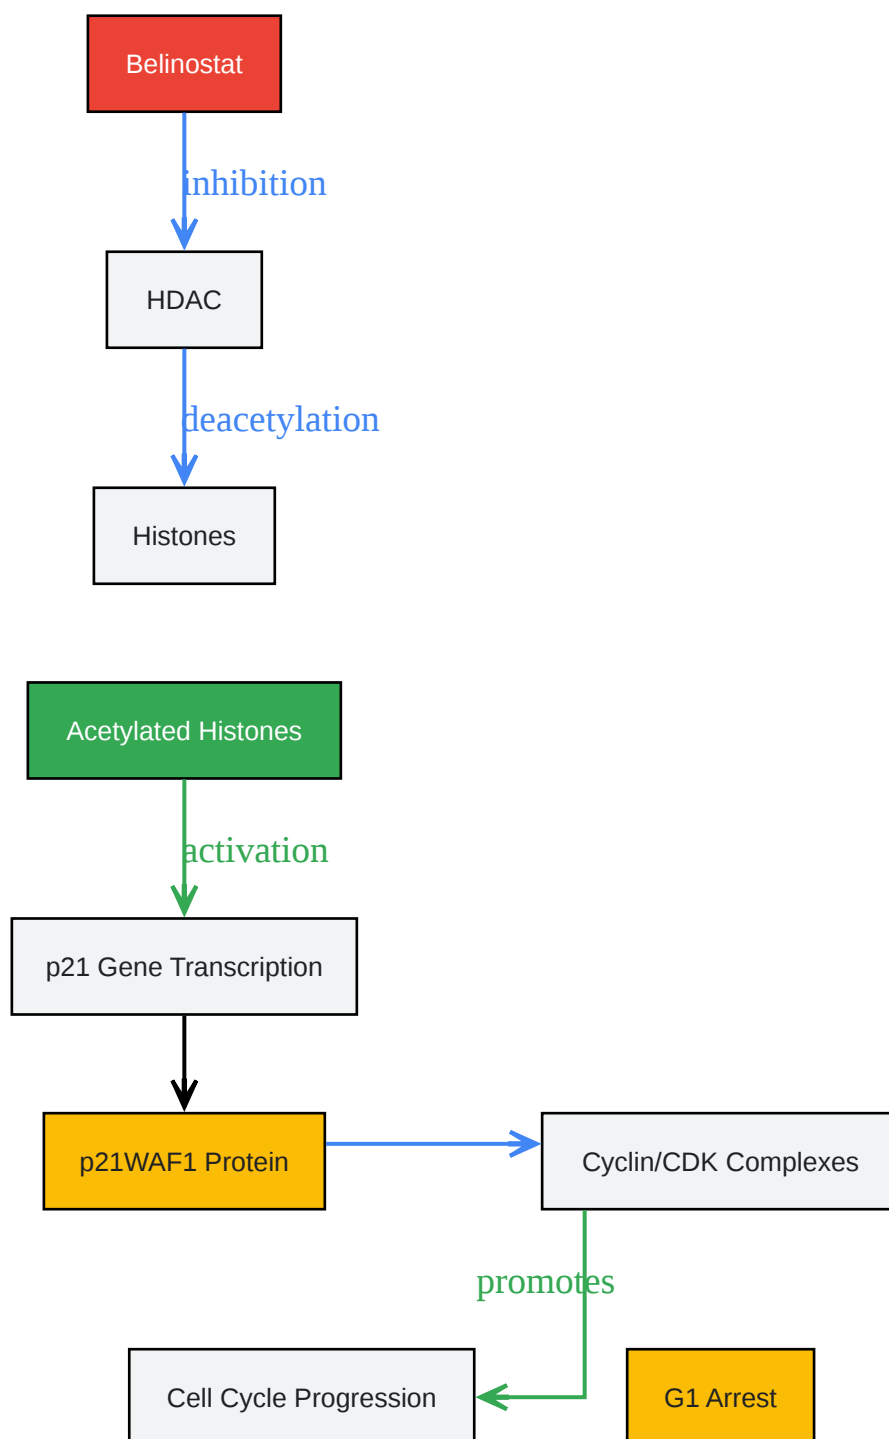 Belinostat
inhibition
HDAC
deacetylation
Histones
Acetylated Histones
activation
p21 Gene Transcription
p21WAF1 Protein
Cyclin/CDK Complexes
promotes
Cell Cycle Progression
G1 Arrest